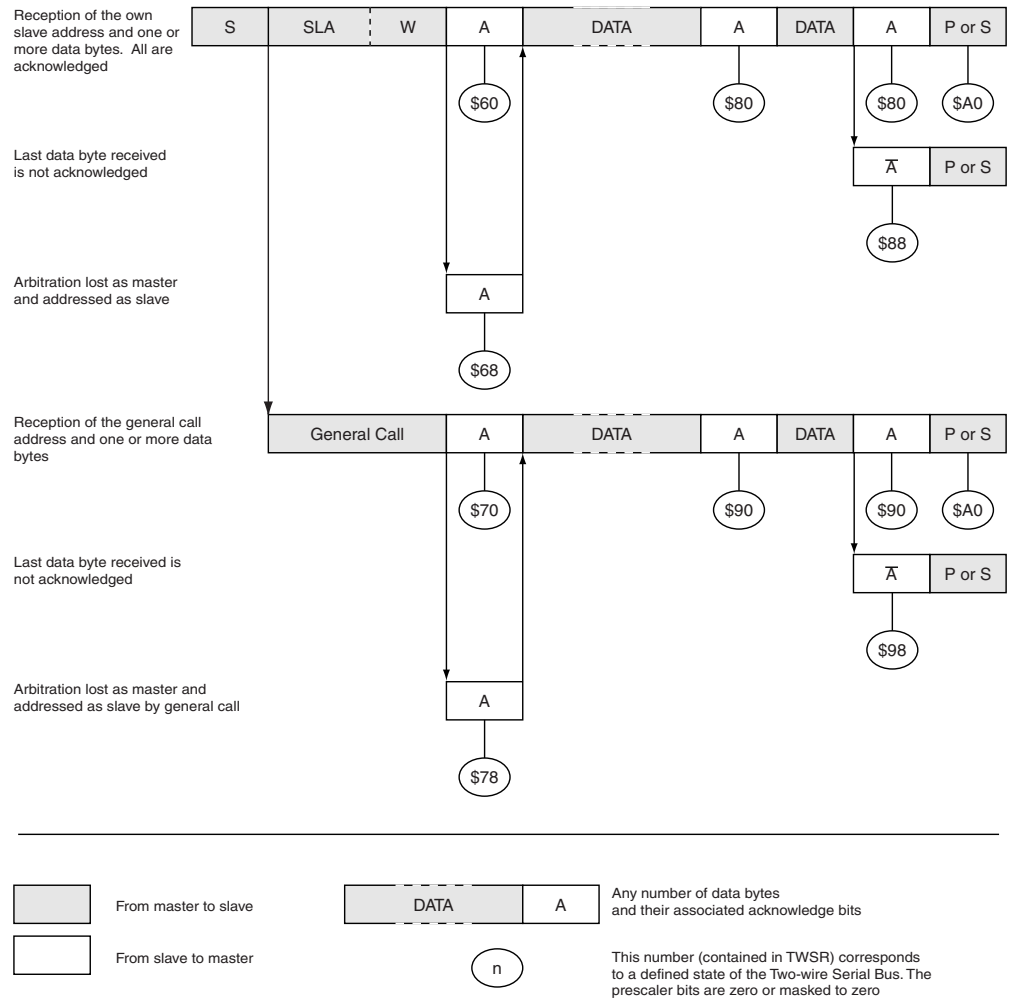 Reception of the own
slave address and one or
more data bytes. All are
acknowledged
S SLA W A DATA A DATA A P or S
$60 $80 $80 $A0
Last data byte received
is not acknowledged
A̅ P or S
$88
Arbitration lost as master
and addressed as slave
A
$68
Reception of the general call
address and one or more data
bytes
General Call A DATA A DATA A P or S
$70 $90 $90 $A0
Last data byte received is
not acknowledged
A̅ P or S
$98
Arbitration lost as master and
addressed as slave by general call
A
$78
From master to slave
DATA A
Any number of data bytes
and their associated acknowledge bits
From slave to master
n
This number (contained in TWSR) corresponds
to a defined state of the Two-wire Serial Bus. The
prescaler bits are zero or masked to zero